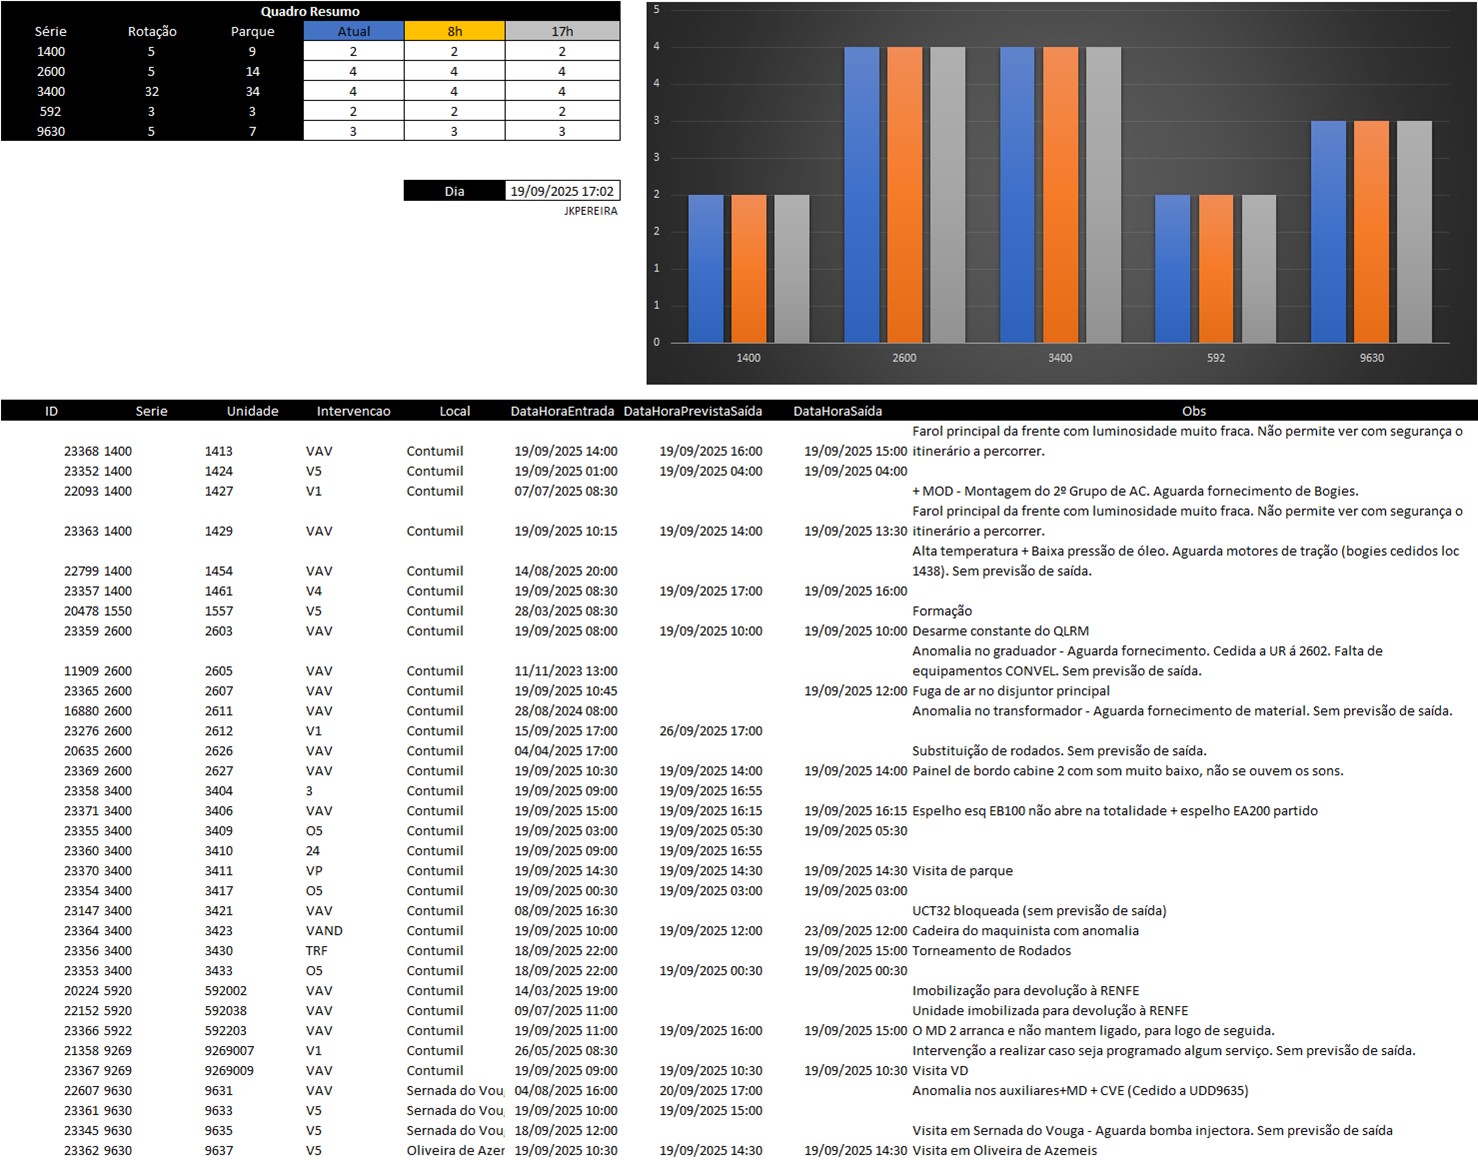 Quadro Resumo
Série Rotação Parque Atual 8h 17h
1400 5 9 2 2 2
2600 5 14 4 4 4
3400 32 34 4 4 4
592 3 3 2 2 2
9630 5 7 3 3 3
Dia 19/09/2025 17:02
JKPEREIRA
5
4
4
3
3
2
2
1
1
0
1400 2600 3400 592 9630
ID Serie Unidade Intervencao Local DataHoraEntrada DataHoraPrevistaSaída DataHoraSaída Obs
Farol principal da frente com luminosidade muito fraca. Não permite ver com segurança o
23368 1400 1413 VAV Contumil 19/09/2025 14:00 19/09/2025 16:00 19/09/2025 15:00 itinerário a percorrer.
23352 1400 1424 V5 Contumil 19/09/2025 01:00 19/09/2025 04:00 19/09/2025 04:00
22093 1400 1427 V1 Contumil 07/07/2025 08:30 + MOD - Montagem do 2º Grupo de AC. Aguarda fornecimento de Bogies.
Farol principal da frente com luminosidade muito fraca. Não permite ver com segurança o
23363 1400 1429 VAV Contumil 19/09/2025 10:15 19/09/2025 14:00 19/09/2025 13:30 itinerário a percorrer.
Alta temperatura + Baixa pressão de óleo. Aguarda motores de tração (bogies cedidos loc
22799 1400 1454 VAV Contumil 14/08/2025 20:00 1438). Sem previsão de saída.
23357 1400 1461 V4 Contumil 19/09/2025 08:30 19/09/2025 17:00 19/09/2025 16:00
20478 1550 1557 V5 Contumil 28/03/2025 08:30 Formação
23359 2600 2603 VAV Contumil 19/09/2025 08:00 19/09/2025 10:00 19/09/2025 10:00 Desarme constante do QLRM
Anomalia no graduador - Aguarda fornecimento. Cedida a UR á 2602. Falta de
11909 2600 2605 VAV Contumil 11/11/2023 13:00 equipamentos CONVEL. Sem previsão de saída.
23365 2600 2607 VAV Contumil 19/09/2025 10:45 19/09/2025 12:00 Fuga de ar no disjuntor principal
16880 2600 2611 VAV Contumil 28/08/2024 08:00 Anomalia no transformador - Aguarda fornecimento de material. Sem previsão de saída.
23276 2600 2612 V1 Contumil 15/09/2025 17:00 26/09/2025 17:00
20635 2600 2626 VAV Contumil 04/04/2025 17:00 Substituição de rodados. Sem previsão de saída.
23369 2600 2627 VAV Contumil 19/09/2025 10:30 19/09/2025 14:00 19/09/2025 14:00 Painel de bordo cabine 2 com som muito baixo, não se ouvem os sons.
23358 3400 3404 3 Contumil 19/09/2025 09:00 19/09/2025 16:55
23371 3400 3406 VAV Contumil 19/09/2025 15:00 19/09/2025 16:15 19/09/2025 16:15 Espelho esq EB100 não abre na totalidade + espelho EA200 partido
23355 3400 3409 O5 Contumil 19/09/2025 03:00 19/09/2025 05:30 19/09/2025 05:30
23360 3400 3410 24 Contumil 19/09/2025 09:00 19/09/2025 16:55
23370 3400 3411 VP Contumil 19/09/2025 14:30 19/09/2025 14:30 19/09/2025 14:30 Visita de parque
23354 3400 3417 O5 Contumil 19/09/2025 00:30 19/09/2025 03:00 19/09/2025 03:00
23147 3400 3421 VAV Contumil 08/09/2025 16:30 UCT32 bloqueada (sem previsão de saída)
23364 3400 3423 VAND Contumil 19/09/2025 10:00 19/09/2025 12:00 23/09/2025 12:00 Cadeira do maquinista com anomalia
23356 3400 3430 TRF Contumil 18/09/2025 22:00 19/09/2025 15:00 Torneamento de Rodados
23353 3400 3433 O5 Contumil 18/09/2025 22:00 19/09/2025 00:30 19/09/2025 00:30
20224 5920 592002 VAV Contumil 14/03/2025 19:00 Imobilização para devolução à RENFE
22152 5920 592038 VAV Contumil 09/07/2025 11:00 Unidade imobilizada para devolução à RENFE
23366 5922 592203 VAV Contumil 19/09/2025 11:00 19/09/2025 16:00 19/09/2025 15:00 O MD 2 arranca e não mantem ligado, para logo de seguida.
21358 9269 9269007 V1 Contumil 26/05/2025 08:30 Intervenção a realizar caso seja programado algum serviço. Sem previsão de saída.
23367 9269 9269009 VAV Contumil 19/09/2025 09:00 19/09/2025 10:30 19/09/2025 10:30 Visita VD
22607 9630 9631 VAV Sernada do Vou 04/08/2025 16:00 20/09/2025 17:00 Anomalia nos auxiliares+MD + CVE (Cedido a UDD9635)
23361 9630 9633 V5 Sernada do Vou 19/09/2025 10:00 19/09/2025 15:00
23345 9630 9635 V5 Sernada do Vou 18/09/2025 12:00 Visita em Sernada do Vouga - Aguarda bomba injectora. Sem previsão de saída
23362 9630 9637 V5 Oliveira de Azer 19/09/2025 10:30 19/09/2025 14:30 19/09/2025 14:30 Visita em Oliveira de Azemeis